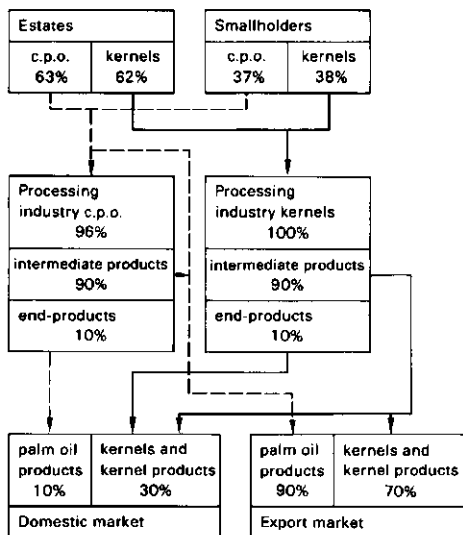 Estates
c.p.o.
63%
kernels
62%
Smallholders
c.p.o.
37%
kernels
38%
Processing
industry c.p.o.
96%
intermediate products
90%
end-products
10%
Processing
industry kernels
100%
intermediate products
90%
end-products
10%
palm oil
products
10%
kernels and
kernel products
30%
Domestic market
palm oil
products
90%
kernels and
kernel products
70%
Export market